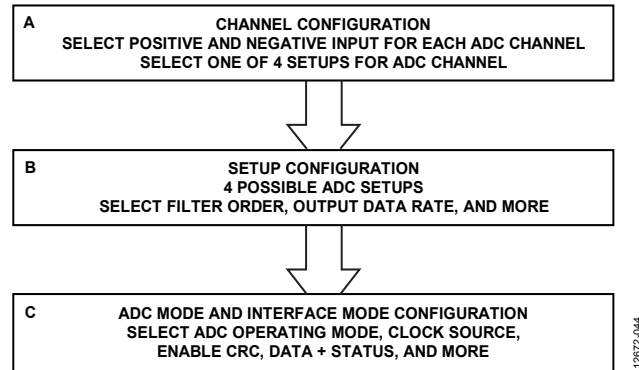 A
CHANNEL CONFIGURATION
SELECT POSITIVE AND NEGATIVE INPUT FOR EACH ADC CHANNEL
SELECT ONE OF 4 SETUPS FOR ADC CHANNEL
B
SETUP CONFIGURATION
4 POSSIBLE ADC SETUPS
SELECT FILTER ORDER, OUTPUT DATA RATE, AND MORE
C
ADC MODE AND INTERFACE MODE CONFIGURATION
SELECT ADC OPERATING MODE, CLOCK SOURCE,
ENABLE CRC, DATA + STATUS, AND MORE
12672-044